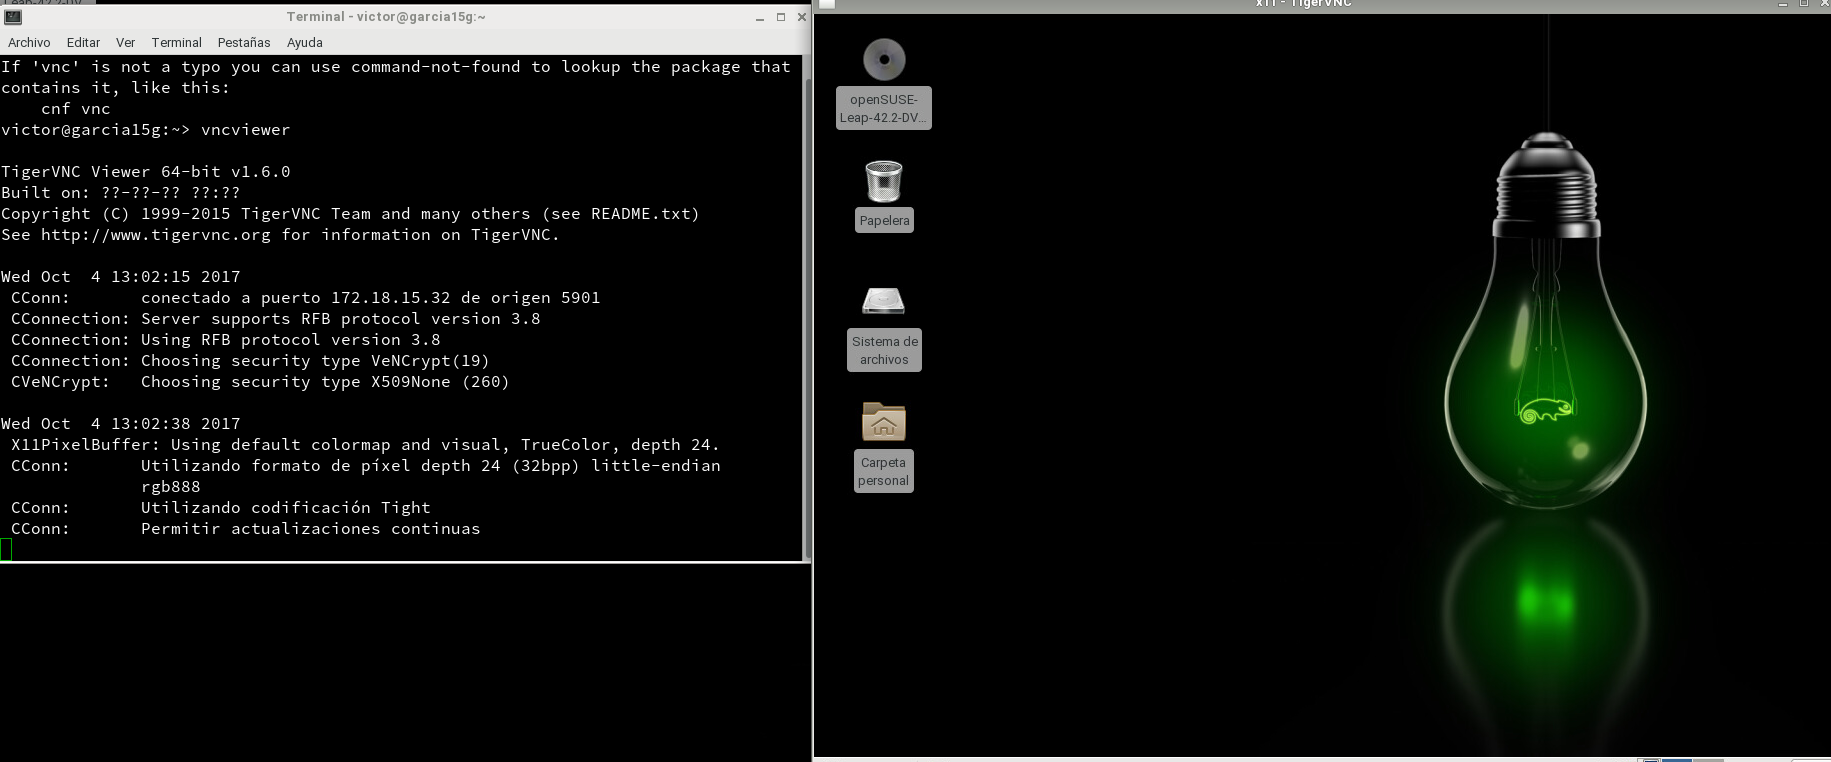 Terminal - victor@garcia15g:~
Archivo Editar Ver Terminal Pestañas Ayuda
If 'vnc' is not a typo you can use command-not-found to lookup the package that
contains it, like this:
    cnf vnc
victor@garcia15g:~> vncviewer
TigerVNC Viewer 64-bit v1.6.0
Built on: ??-??-?? ??:??
Copyright (C) 1999-2015 TigerVNC Team and many others (see README.txt)
See http://www.tigervnc.org for information on TigerVNC.
Wed Oct  4 13:02:15 2017
 CConn:       conectado a puerto 172.18.15.32 de origen 5901
 CConnection: Server supports RFB protocol version 3.8
 CConnection: Using RFB protocol version 3.8
 CConnection: Choosing security type VeNCrypt(19)
 CVeNCrypt:   Choosing security type X509None (260)
Wed Oct  4 13:02:38 2017
 X11PixelBuffer: Using default colormap and visual, TrueColor, depth 24.
 CConn:       Utilizando formato de píxel depth 24 (32bpp) little-endian
              rgb888
 CConn:       Utilizando codificación Tight
 CConn:       Permitir actualizaciones continuas
x11 - TigerVNC
openSUSE-
Leap-42.2-DV...
Papelera
Sistema de
archivos
Carpeta
personal